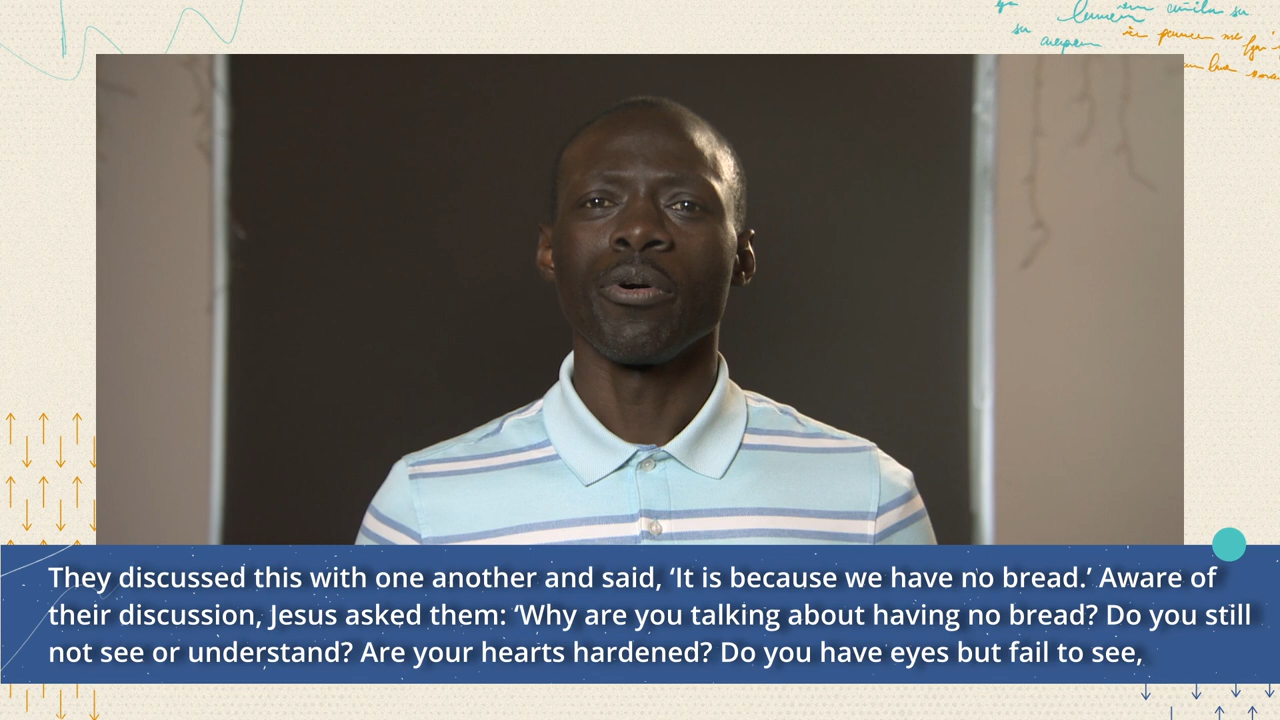 They discussed this with one another and said, ‘It is because we have no bread.’ Aware of
their discussion, Jesus asked them: ‘Why are you talking about having no bread? Do you still
not see or understand? Are your hearts hardened? Do you have eyes but fail to see,